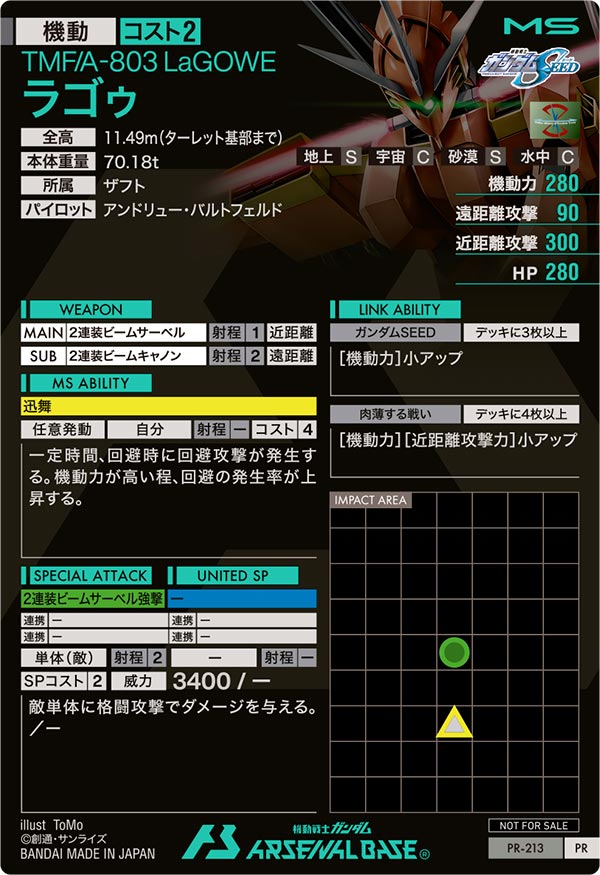 機動 コスト2
MS
TMF/A-803 LaGOWE
ラゴゥ
機動戦士 ガンダムSEED
全高 11.49m(ターレット基部まで)
本体重量 70.18t
所属 ザフト
パイロット アンドリュー・バルトフェルド
地上 S 宇宙 C 砂漠 S 水中 C
機動力 280
遠距離攻撃 90
近距離攻撃 300
HP 280
WEAPON
MAIN 2連装ビームサーベル 射程 1 近距離
SUB 2連装ビームキャノン 射程 2 遠距離
MS ABILITY
迅舞
任意発動 自分 射程 ー コスト 4
一定時間、回避時に回避攻撃が発生す
る。機動力が高い程、回避の発生率が上
昇する。
LINK ABILITY
ガンダムSEED デッキに3枚以上
[機動力]小アップ
肉薄する戦い デッキに4枚以上
[機動力][近距離攻撃力]小アップ
IMPACT AREA
SPECIAL ATTACK UNITED SP
2連装ビームサーベル強撃 ー
連携 ー 連携 ー
連携 ー 連携 ー
単体(敵) 射程 2 ー 射程 ー
SPコスト 2 威力 3400 / ー
敵単体に格闘攻撃でダメージを与える。
/ー
illust ToMo
©創通・サンライズ
BANDAI MADE IN JAPAN
機動戦士ガンダム
ARSENAL BASE®
NOT FOR SALE
PR-213 PR